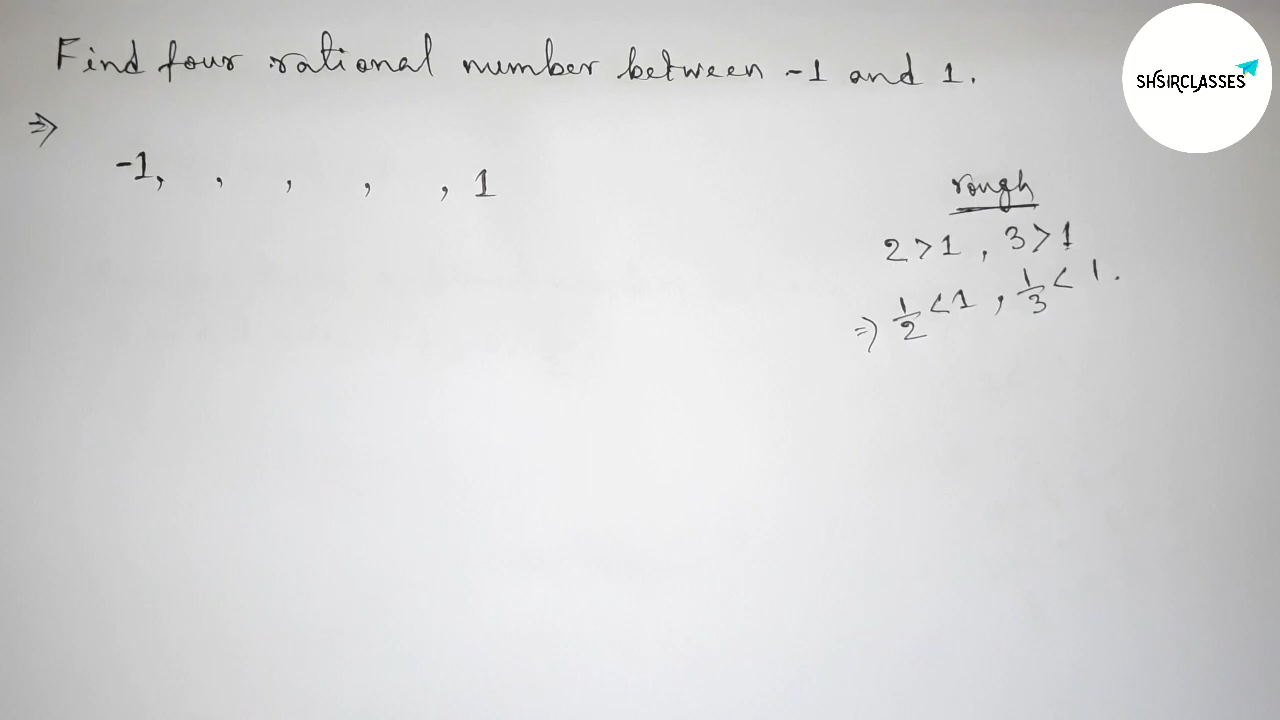 Find four rational number between -1 and 1.
SHSIRCLASSES
⇒
-1, , , , , 1
rough
2 > 1 , 3 > 1
⇒ 1/2 < 1 , 1/3 < 1.